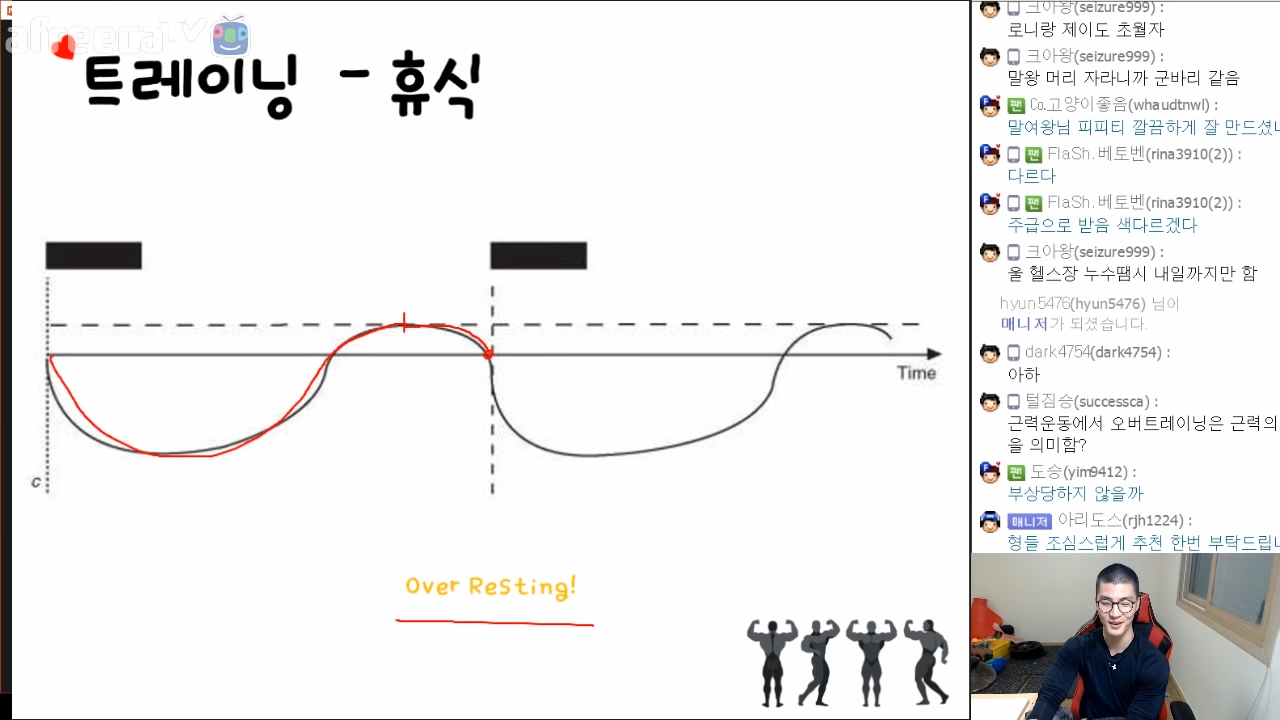 afreecaTV
트레이닝 - 휴식
Time
c
Over Resting!
크아왕(seizure999) :
로니랑 제이도 초월자
크아왕(seizure999) :
말왕 머리 자라니까 군바리 같음
팬 Co.고양이좋음(whaudtnwl) :
말여왕님 피피티 깔끔하게 잘 만드셨
팬 FlaSh.베토벤(rina3910(2)) :
다르다
팬 FlaSh.베토벤(rina3910(2)) :
주급으로 받음 색다르겠다
크아왕(seizure999) :
울 헬스장 누수땜시 내일까지만 함
hyun5476(hyun5476) 님이
매니저가 되셨습니다.
dark4754(dark4754) :
아하
털짐승(successca) :
근력운동에서 오버트레이닝은 근력의
을 의미함?
팬 도승(yim9412) :
부상당하지 않을까
매니저 아리도스(rjh1224) :
형들 조심스럽게 추천 한번 부탁드립